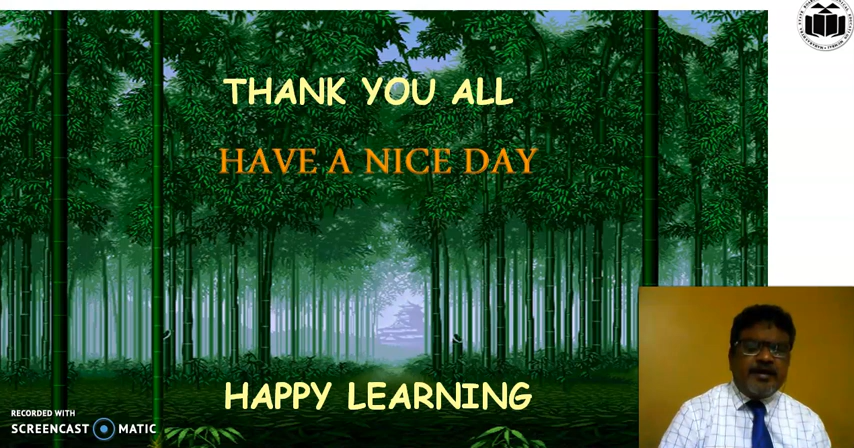 THANK YOU ALL
HAVE A NICE DAY
HAPPY LEARNING
RECORDED WITH
SCREENCAST MATIC